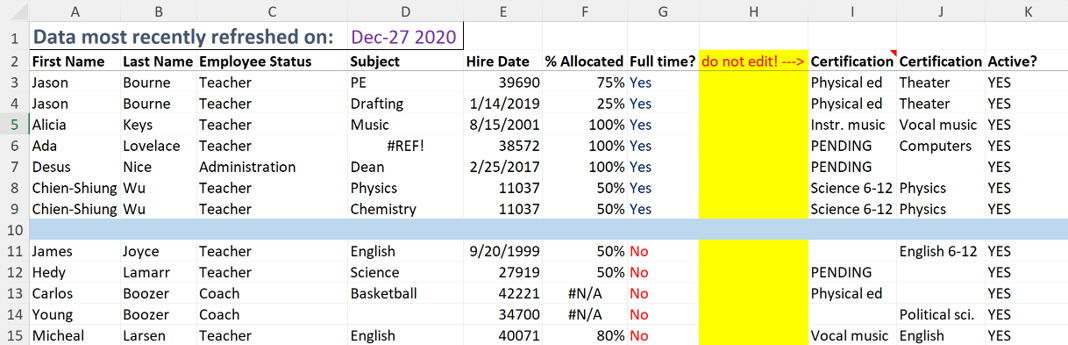 A B C D E F G H I J K
1 Data most recently refreshed on: Dec-27 2020
2 First Name Last Name Employee Status Subject Hire Date % Allocated Full time? do not edit! ---> Certification Certification Active?
3 Jason Bourne Teacher PE 39690 75% Yes Physical ed Theater YES
4 Jason Bourne Teacher Drafting 1/14/2019 25% Yes Physical ed Theater YES
5 Alicia Keys Teacher Music 8/15/2001 100% Yes Instr. music Vocal music YES
6 Ada Lovelace Teacher #REF! 38572 100% Yes PENDING Computers YES
7 Desus Nice Administration Dean 2/25/2017 100% Yes PENDING YES
8 Chien-Shiung Wu Teacher Physics 11037 50% Yes Science 6-12 Physics YES
9 Chien-Shiung Wu Teacher Chemistry 11037 50% Yes Science 6-12 Physics YES
10
11 James Joyce Teacher English 9/20/1999 50% No English 6-12 YES
12 Hedy Lamarr Teacher Science 27919 50% No PENDING YES
13 Carlos Boozer Coach Basketball 42221 #N/A No Physical ed YES
14 Young Boozer Coach 34700 #N/A No Political sci. YES
15 Micheal Larsen Teacher English 40071 80% No Vocal music English YES